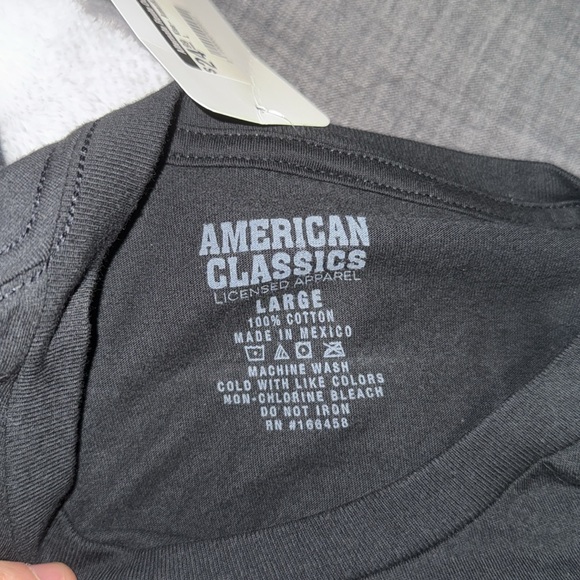 AMERICAN
CLASSICS
LICENSED APPAREL
LARGE
100% COTTON
MADE IN MEXICO
MACHINE WASH
COLD WITH LIKE COLORS
NON-CHLORINE BLEACH
DO NOT IRON
RN #166458